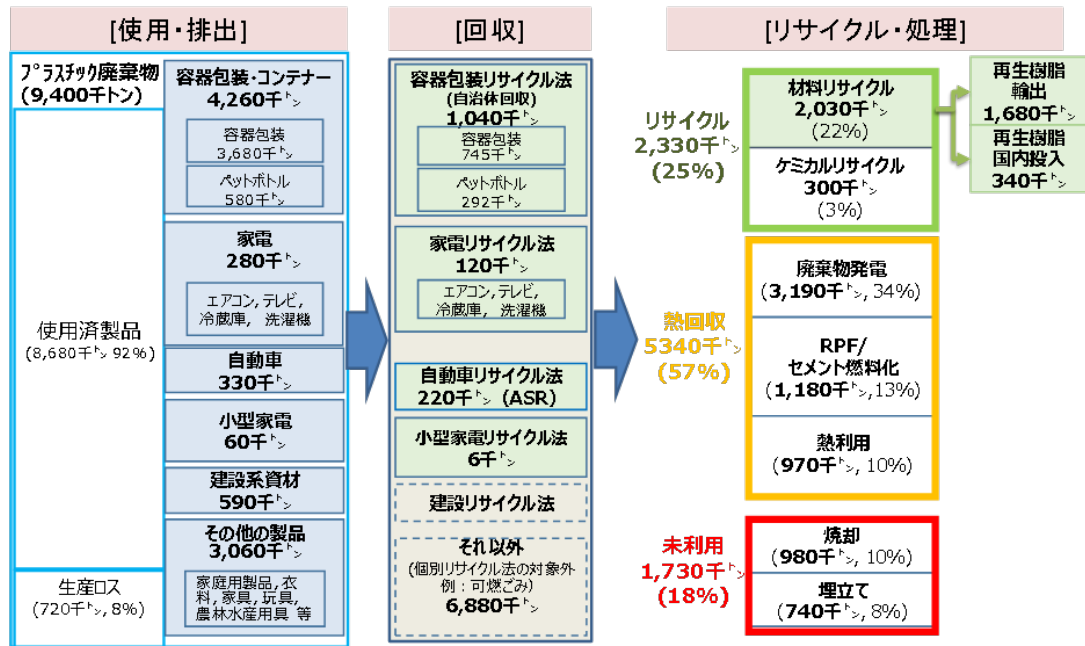 [使用・排出]
[回収]
[リサイクル・処理]
プラスチック廃棄物
(9,400千トン)
使用済製品
(8,680千トン 92%)
生産ロス
(720千トン, 8%)
容器包装・コンテナー
4,260千トン
容器包装
3,680千トン
ペットボトル
580千トン
家電
280千トン
エアコン, テレビ,
冷蔵庫, 洗濯機
自動車
330千トン
小型家電
60千トン
建設系資材
590千トン
その他の製品
3,060千トン
家庭用製品, 衣
料, 家具, 玩具,
農林水産用具 等
容器包装リサイクル法
(自治体回収)
1,040千トン
容器包装
745千トン
ペットボトル
292千トン
家電リサイクル法
120千トン
エアコン, テレビ,
冷蔵庫, 洗濯機
自動車リサイクル法
220千トン (ASR)
小型家電リサイクル法
6千トン
建設リサイクル法
それ以外
(個別リサイクル法の対象外
例：可燃ごみ)
6,880千トン
リサイクル
2,330千トン
(25%)
材料リサイクル
2,030千トン
(22%)
ケミカルリサイクル
300千トン
(3%)
再生樹脂
輸出
1,680千トン
再生樹脂
国内投入
340千トン
熱回収
5340千トン
(57%)
廃棄物発電
(3,190千トン, 34%)
RPF/
セメント燃料化
(1,180千トン,13%)
熱利用
(970千トン, 10%)
未利用
1,730千トン
(18%)
焼却
(980千トン, 10%)
埋立て
(740千トン, 8%)